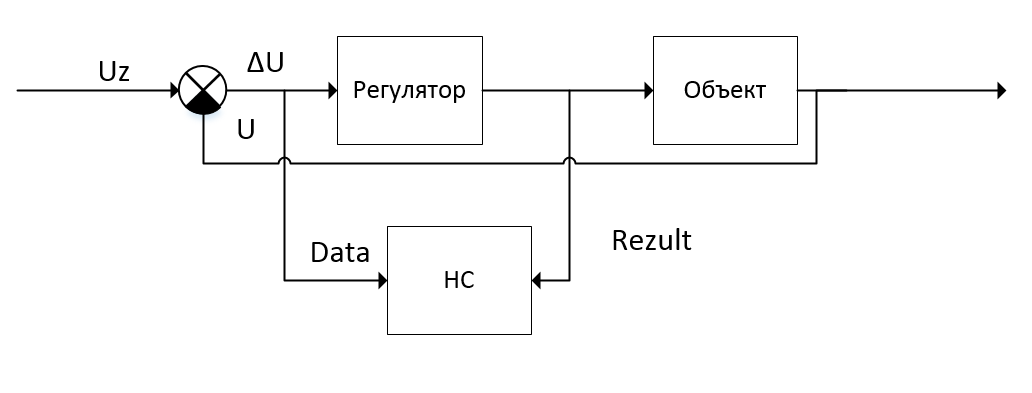 Uz
ΔU
Регулятор
Объект
U
Data
НС
Rezult